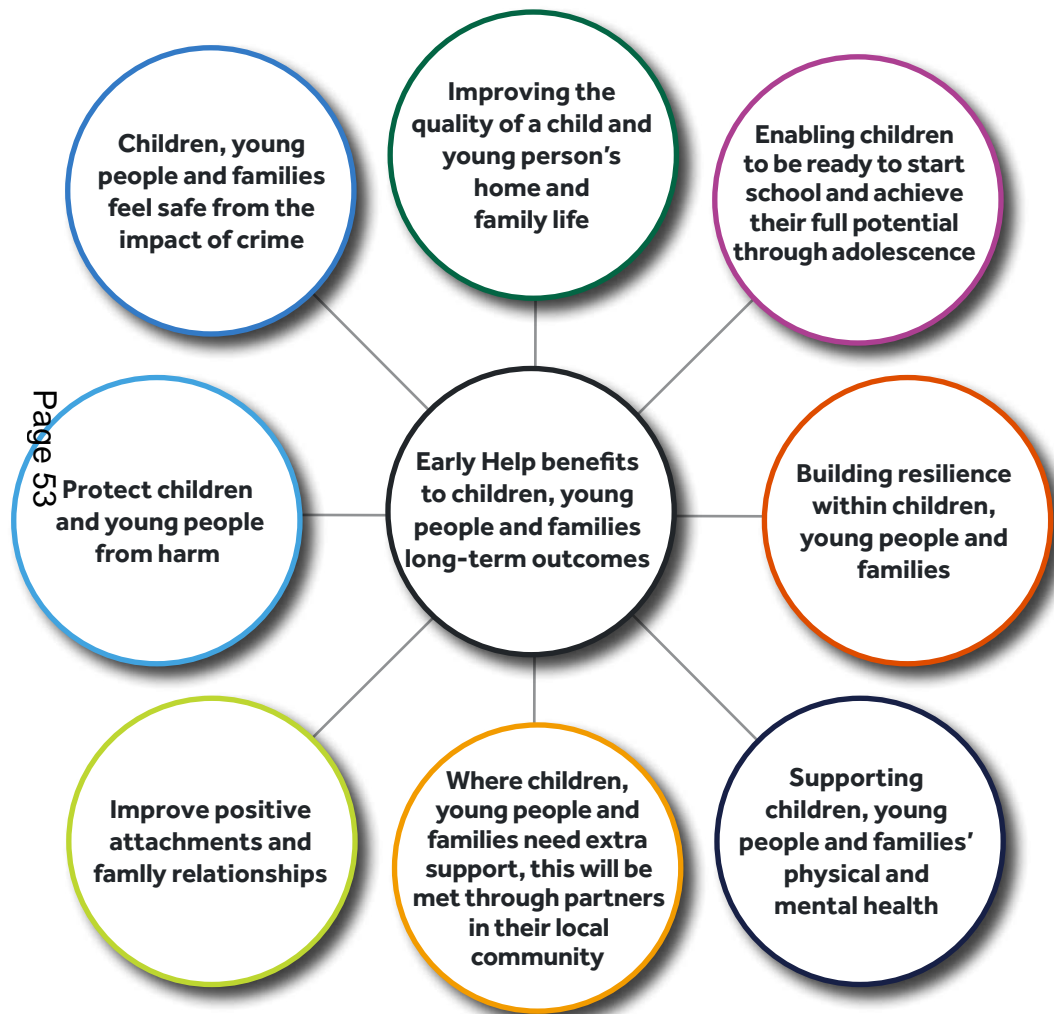 Improving the
quality of a child and
young person's
home and
family life
Children, young
people and families
feel safe from the
impact of crime
Enabling children
to be ready to start
school and achieve
their full potential
through adolescence
Page 53
Protect children
and young people
from harm
Early Help benefits
to children, young
people and families
long-term outcomes
Building resilience
within children,
young people and
families
Improve positive
attachments and
famlly relationships
Where children,
young people and
families need extra
support, this will be
met through partners
in their local
community
Supporting
children, young
people and families'
physical and
mental health